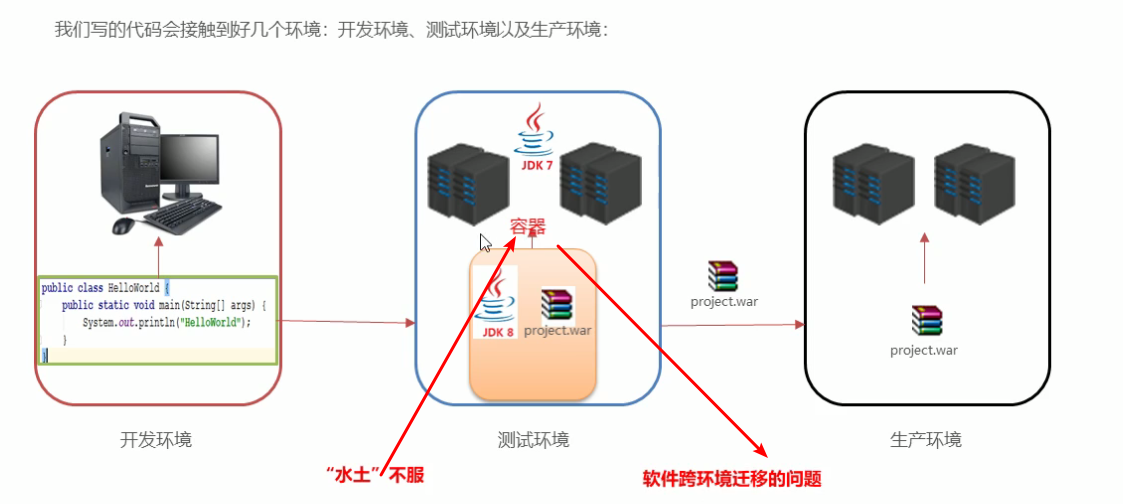 我们写的代码会接触到好几个环境：开发环境、测试环境以及生产环境：
JDK 7
容器
public class HelloWorld {
public static void main(String[] args) {
System.out.println("HelloWorld");
}
}
JDK 8
project.war
project.war
project.war
开发环境
测试环境
生产环境
“水土”不服
软件跨环境迁移的问题